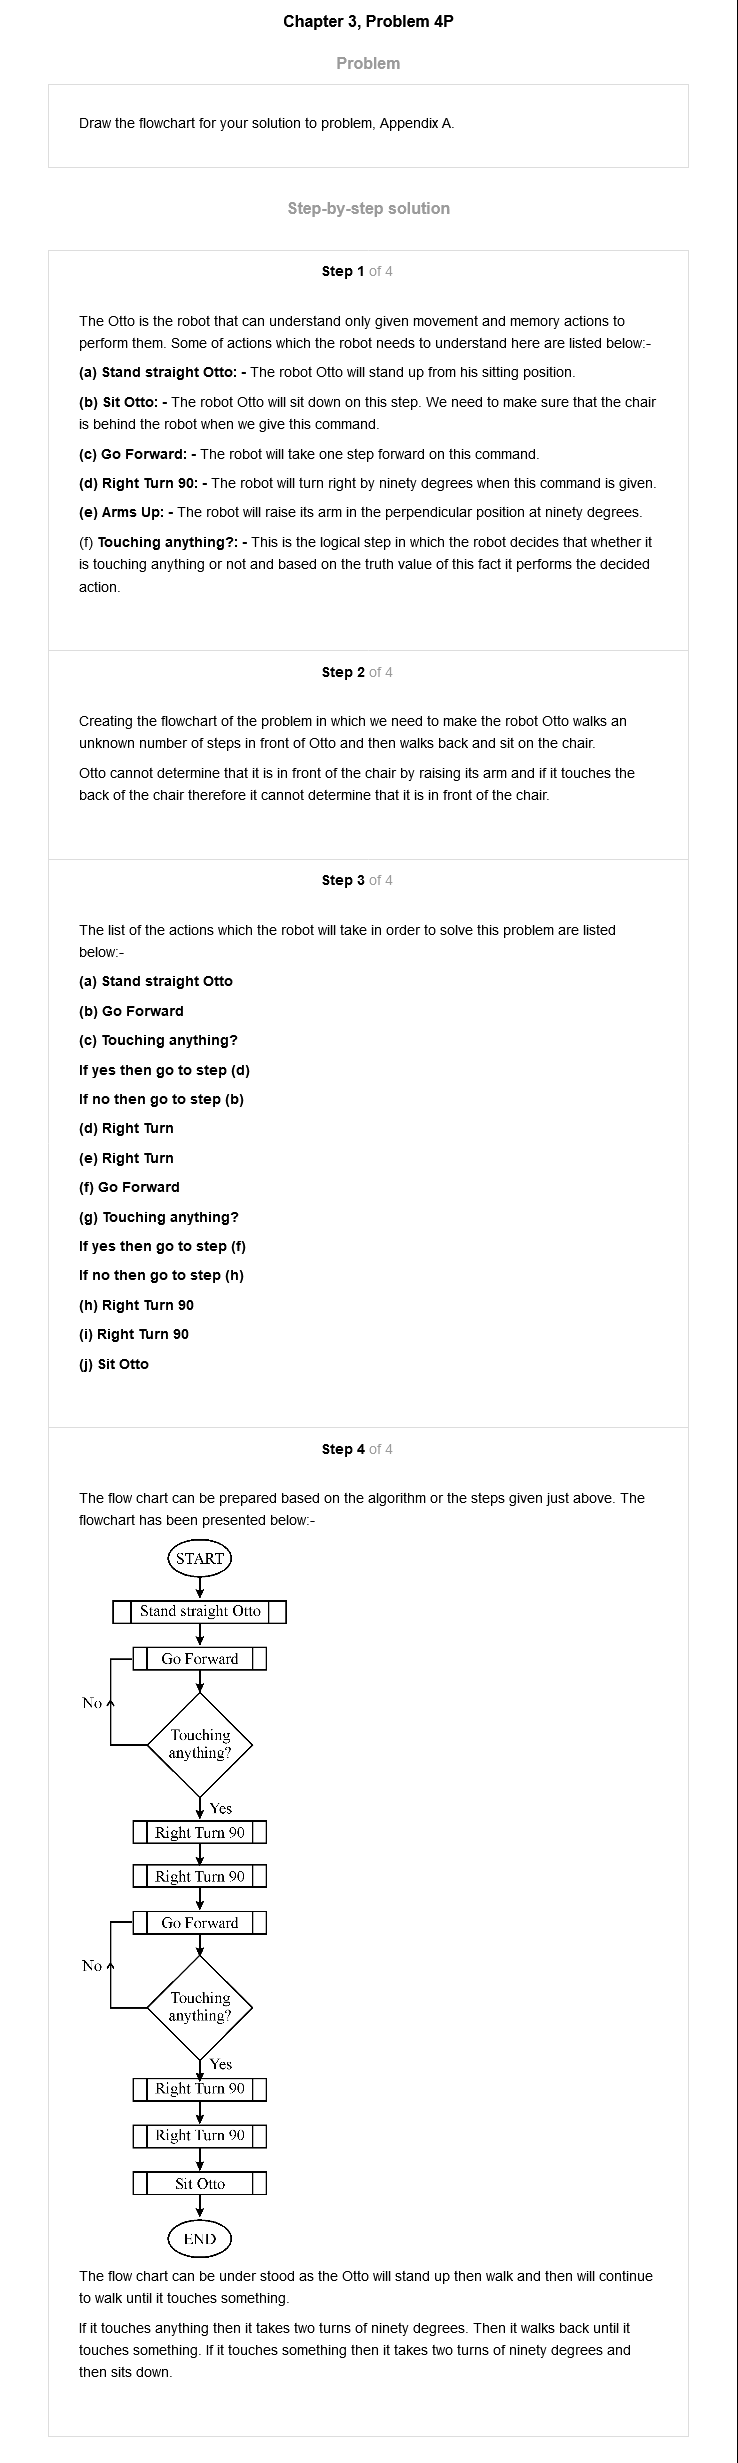 Chapter 3, Problem 4P
Problem
Draw the flowchart for your solution to problem, Appendix A.
Step-by-step solution
Step 1 of 4
The Otto is the robot that can understand only given movement and memory actions to
perform them. Some of actions which the robot needs to understand here are listed below:-
(a) Stand straight Otto: - The robot Otto will stand up from his sitting position.
(b) Sit Otto: - The robot Otto will sit down on this step. We need to make sure that the chair
is behind the robot when we give this command.
(c) Go Forward: - The robot will take one step forward on this command.
(d) Right Turn 90: - The robot will turn right by ninety degrees when this command is given.
(e) Arms Up: - The robot will raise its arm in the perpendicular position at ninety degrees.
(f) Touching anything?: - This is the logical step in which the robot decides that whether it
is touching anything or not and based on the truth value of this fact it performs the decided
action.
Step 2 of 4
Creating the flowchart of the problem in which we need to make the robot Otto walks an
unknown number of steps in front of Otto and then walks back and sit on the chair.
Otto cannot determine that it is in front of the chair by raising its arm and if it touches the
back of the chair therefore it cannot determine that it is in front of the chair.
Step 3 of 4
The list of the actions which the robot will take in order to solve this problem are listed
below:-
(a) Stand straight Otto
(b) Go Forward
(c) Touching anything?
If yes then go to step (d)
If no then go to step (b)
(d) Right Turn
(e) Right Turn
(f) Go Forward
(g) Touching anything?
If yes then go to step (f)
If no then go to step (h)
(h) Right Turn 90
(i) Right Turn 90
(j) Sit Otto
Step 4 of 4
The flow chart can be prepared based on the algorithm or the steps given just above. The
flowchart has been presented below:-
START
Stand straight Otto
Go Forward
No
Touching
anything?
Yes
Right Turn 90
Right Turn 90
Go Forward
No
Touching
anything?
Yes
Right Turn 90
Right Turn 90
Sit Otto
END
The flow chart can be under stood as the Otto will stand up then walk and then will continue
to walk until it touches something.
If it touches anything then it takes two turns of ninety degrees. Then it walks back until it
touches something. If it touches something then it takes two turns of ninety degrees and
then sits down.